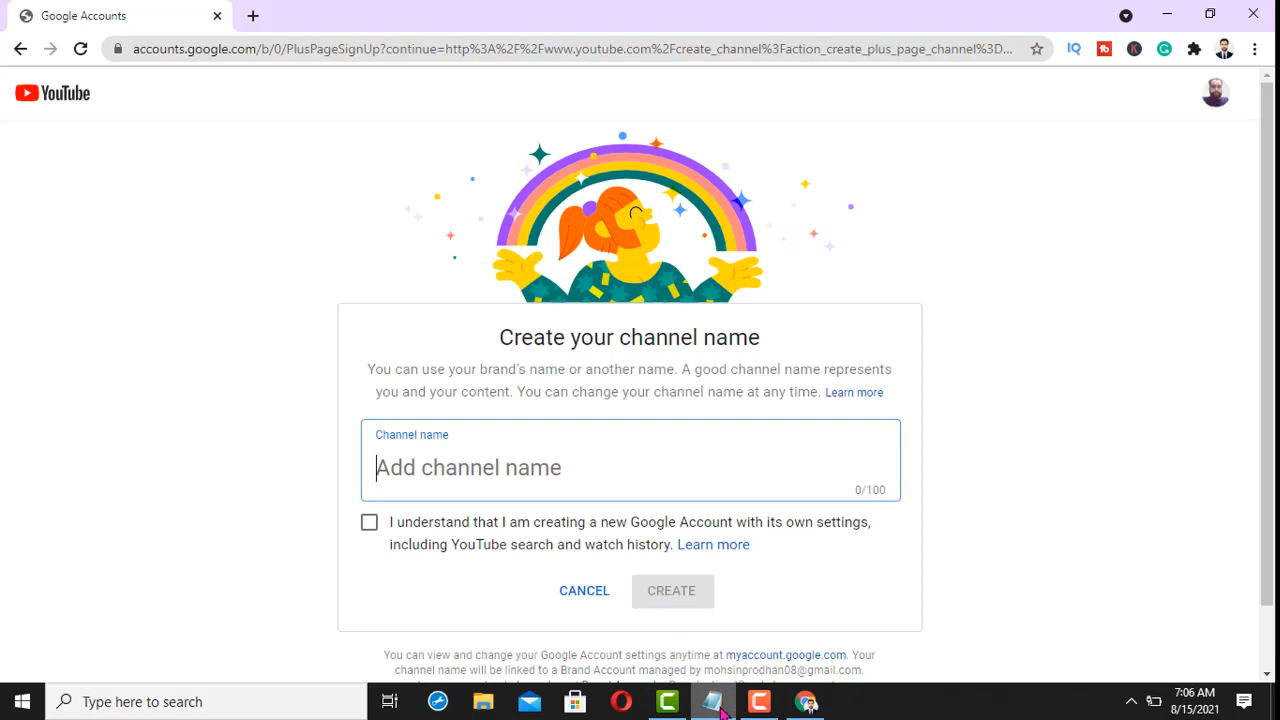 Google Accounts
accounts.google.com/b/0/PlusPageSignUp?continue=http%3A%2F%2Fwww.youtube.com%2Fcreate_channel%3Faction_create_plus_page_channel%3D...
IQ
K
G
YouTube
Create your channel name
You can use your brand's name or another name. A good channel name represents
you and your content. You can change your channel name at any time. Learn more
Channel name
Add channel name
0/100
I understand that I am creating a new Google Account with its own settings,
including YouTube search and watch history. Learn more
CANCEL
CREATE
You can view and change your Google Account settings anytime at myaccount.google.com. Your
channel name will be linked to a Brand Account managed by mohsinprodhan08@gmail.com.
Type here to search
7:06 AM
8/15/2021